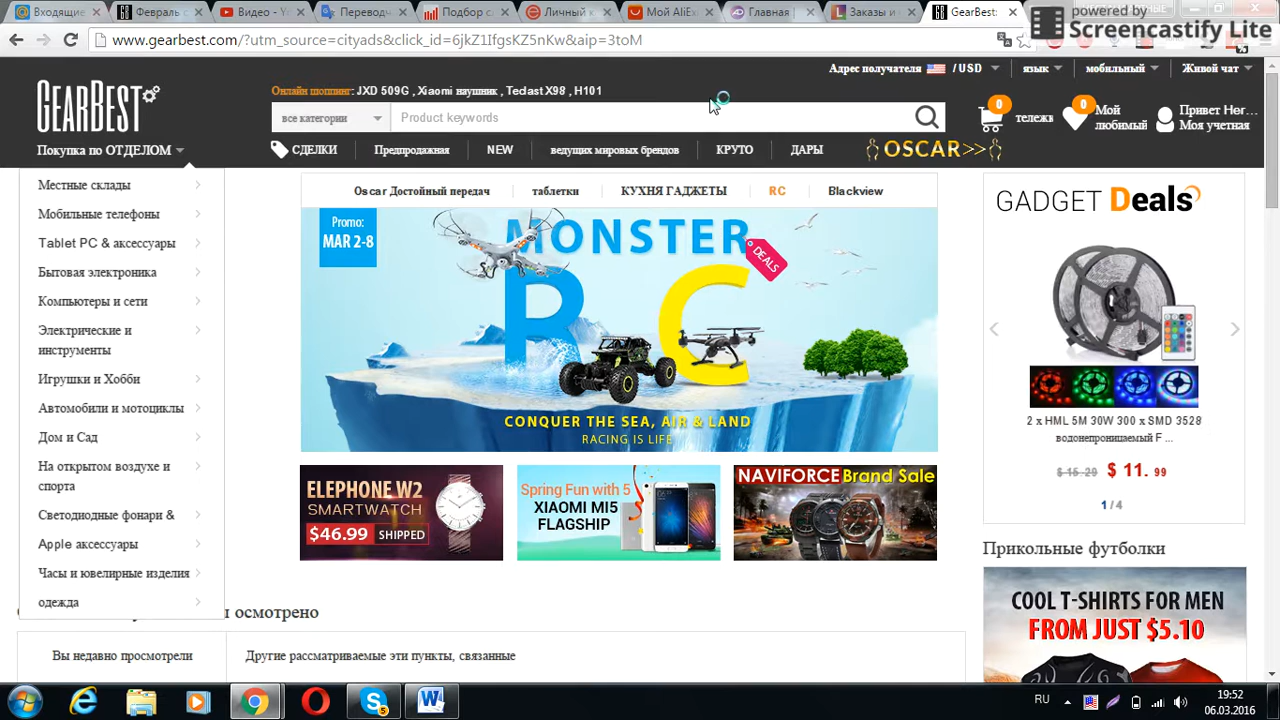 Входящие
Февраль с
Видео -
Переводч
Подбор с
Личный к
Мой AliEx
Главная
Заказы и
GearBest:
powered by
Screencastify Lite
www.gearbest.com/?utm_source=epays&click_
Адрес получателя / USD
язык
мобильный
Живой чат
GEARBEST
Онлайн шоппинг: JXD 509G , Xiaomi наушник , Teclast X98 , H101
все категории
Product keywords
0
тележк
0
Мой любимый
Привет Her...
Моя учетная
Покупка по ОТДЕЛОМ
СДЕЛКИ
Предпродажная
NEW
ведущих мировых брендов
КРУТО
ДАРЫ
OSCAR>>
Местные склады
Мобильные телефоны
Tablet PC & аксессуары
Бытовая электроника
Компьютеры и сети
Электрические и
инструменты
Игрушки и Хобби
Автомобили и мотоциклы
Дом и Сад
На открытом воздухе и
спорта
Светодиодные фонари &
Apple аксессуары
Часы и ювелирные изделия
одежда
Oscar Достойный передач
таблетки
КУХНЯ ГАДЖЕТЫ
RC
Blackview
Promo:
MAR 2-8
MONSTER
DEALS
RC
CONQUER THE SEA, AIR & LAND
RACING IS LIFE
ELEPHONE W2
SMARTWATCH
$46.99 SHIPPED
Spring Fun with 5
XIAOMI MI5
FLAGSHIP
NAVIFORCE Brand Sale
GADGET Deals
2 x HML 5M 30W 300 x SMD 3528
водонепроницаемый F ...
$ 15.29 $ 11. 99
1 / 4
Прикольные футболки
COOL T-SHIRTS FOR MEN
FROM JUST $5.10
осмотрено
Вы недавно просмотрели
Другие рассматриваемые эти пункты, связанные
5
RU
19:52
06.03.2016